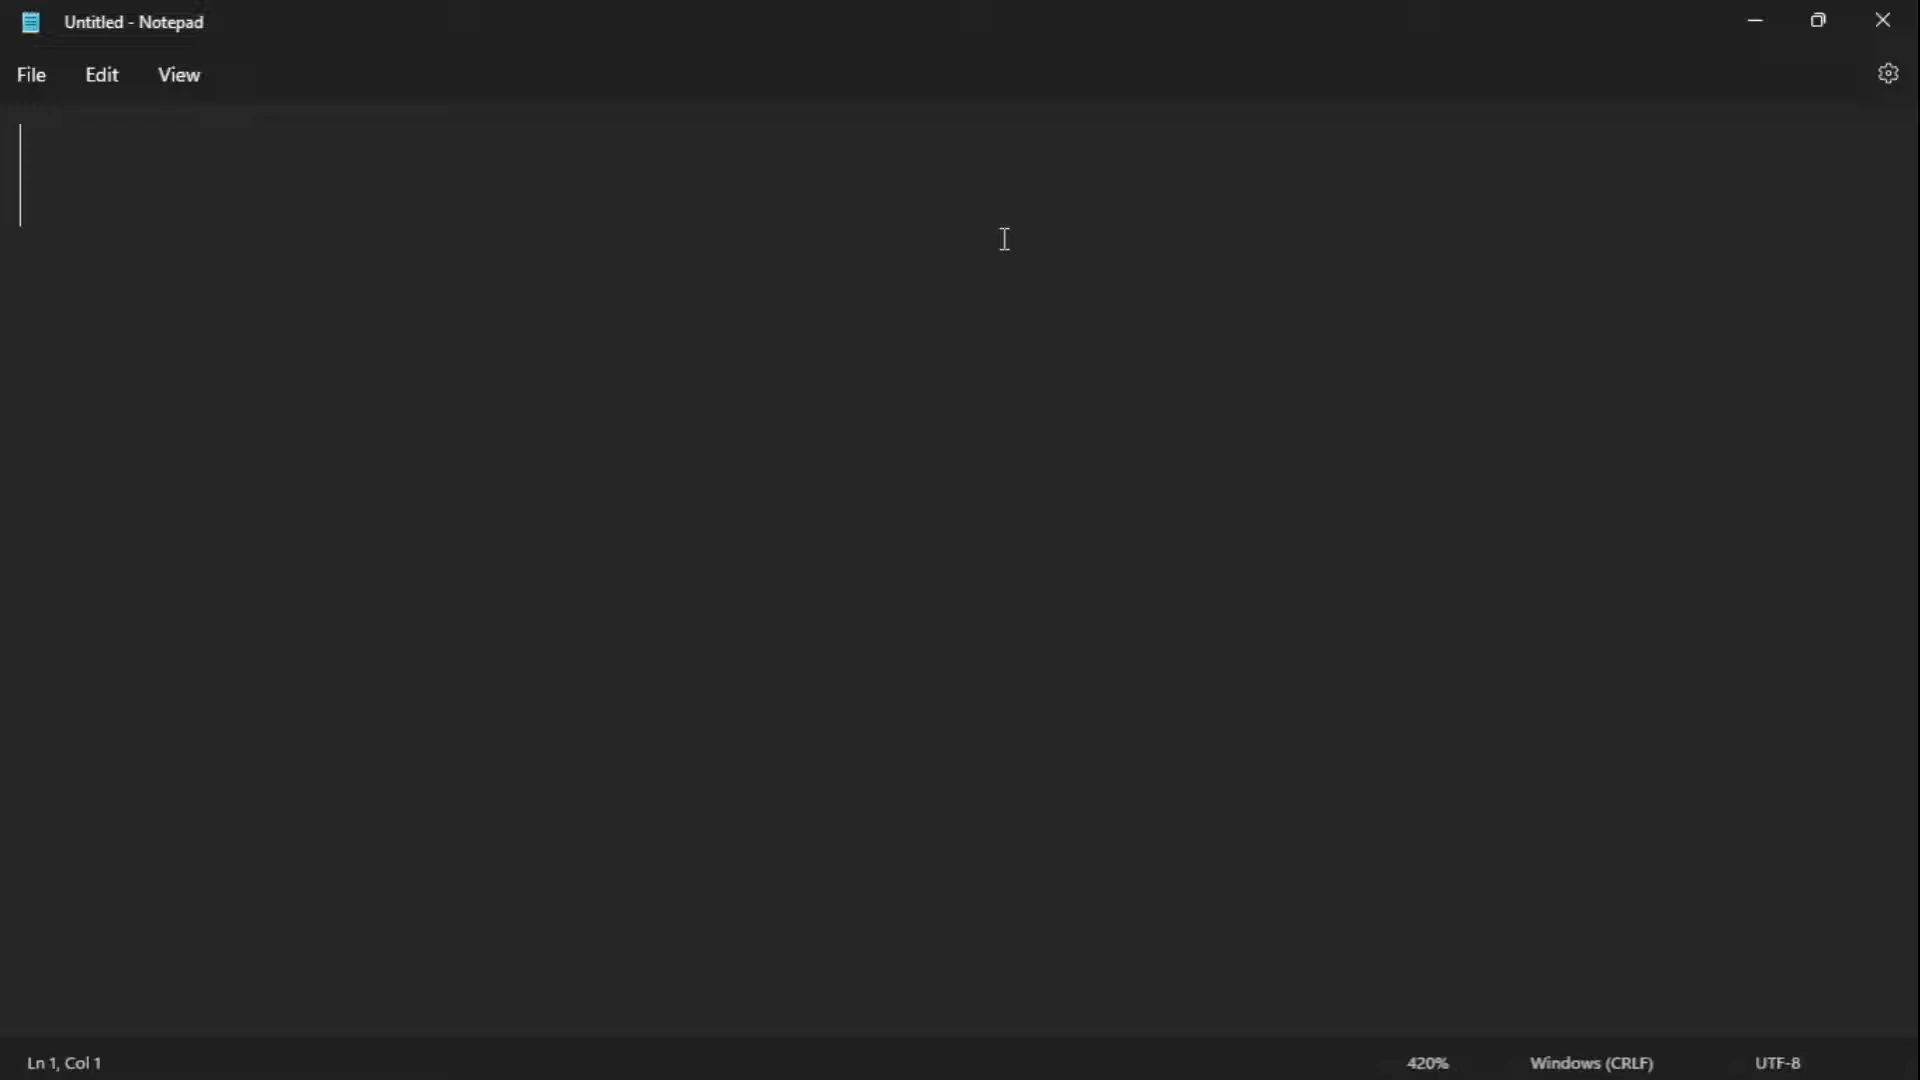 Untitled - Notepad
File Edit View
Ln 1, Col 1 420% Windows (CRLF) UTF-8